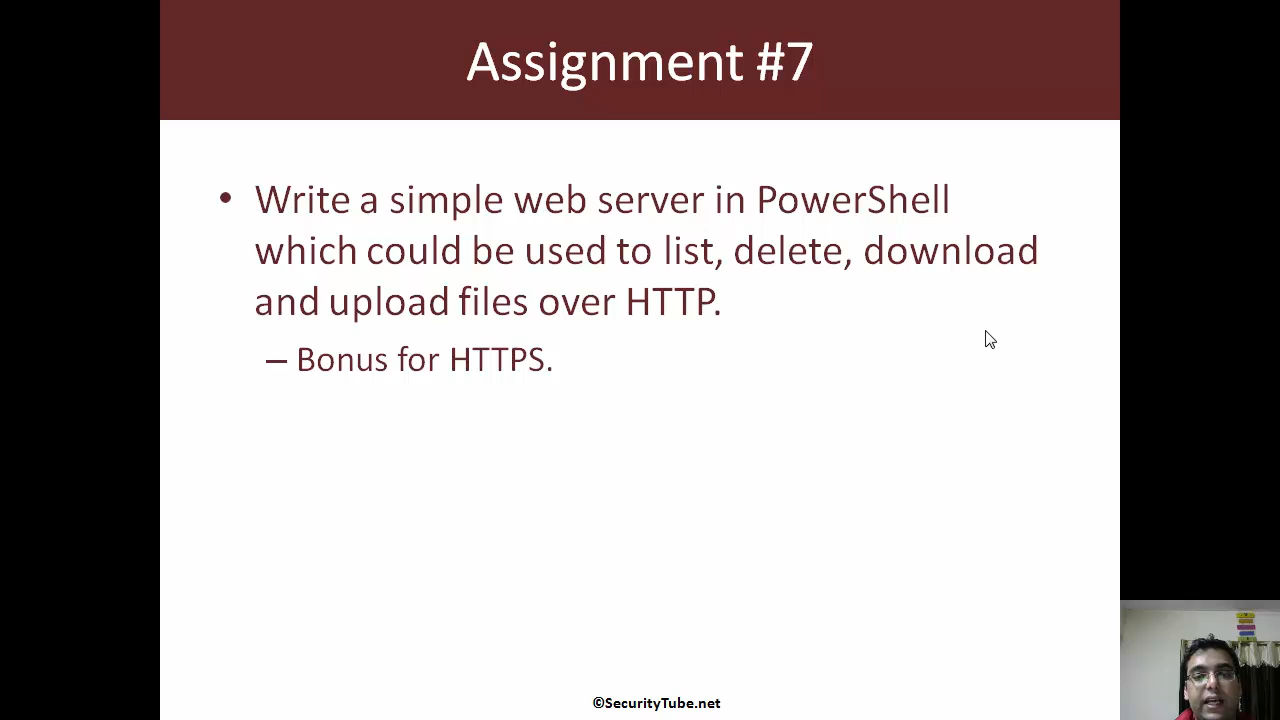 Assignment #7
• Write a simple web server in PowerShell
which could be used to list, delete, download
and upload files over HTTP.
– Bonus for HTTPS.
©SecurityTube.net